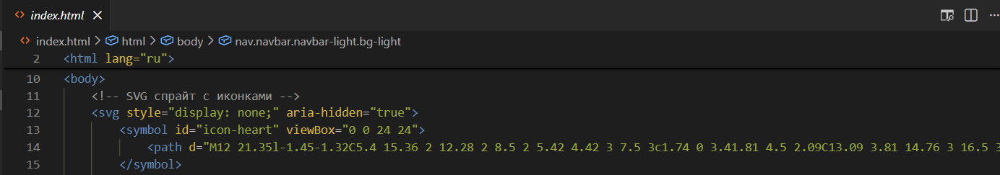 index.html
index.html > html > body > nav.navbar.navbar-light.bg-light
2 <html lang="ru">
10 <body>
11 <!-- SVG спрайт с иконками -->
12 <svg style="display: none;" aria-hidden="true">
13 <symbol id="icon-heart" viewBox="0 0 24 24">
14 <path d="M12 21.35l-1.45-1.32C5.4 15.36 2 12.28 2 8.5 2 5.42 4.42 3 7.5 3c1.74 0 3.41.81 4.5 2.09C13.09 3.81 14.76 3 16.5 3
15 </symbol>